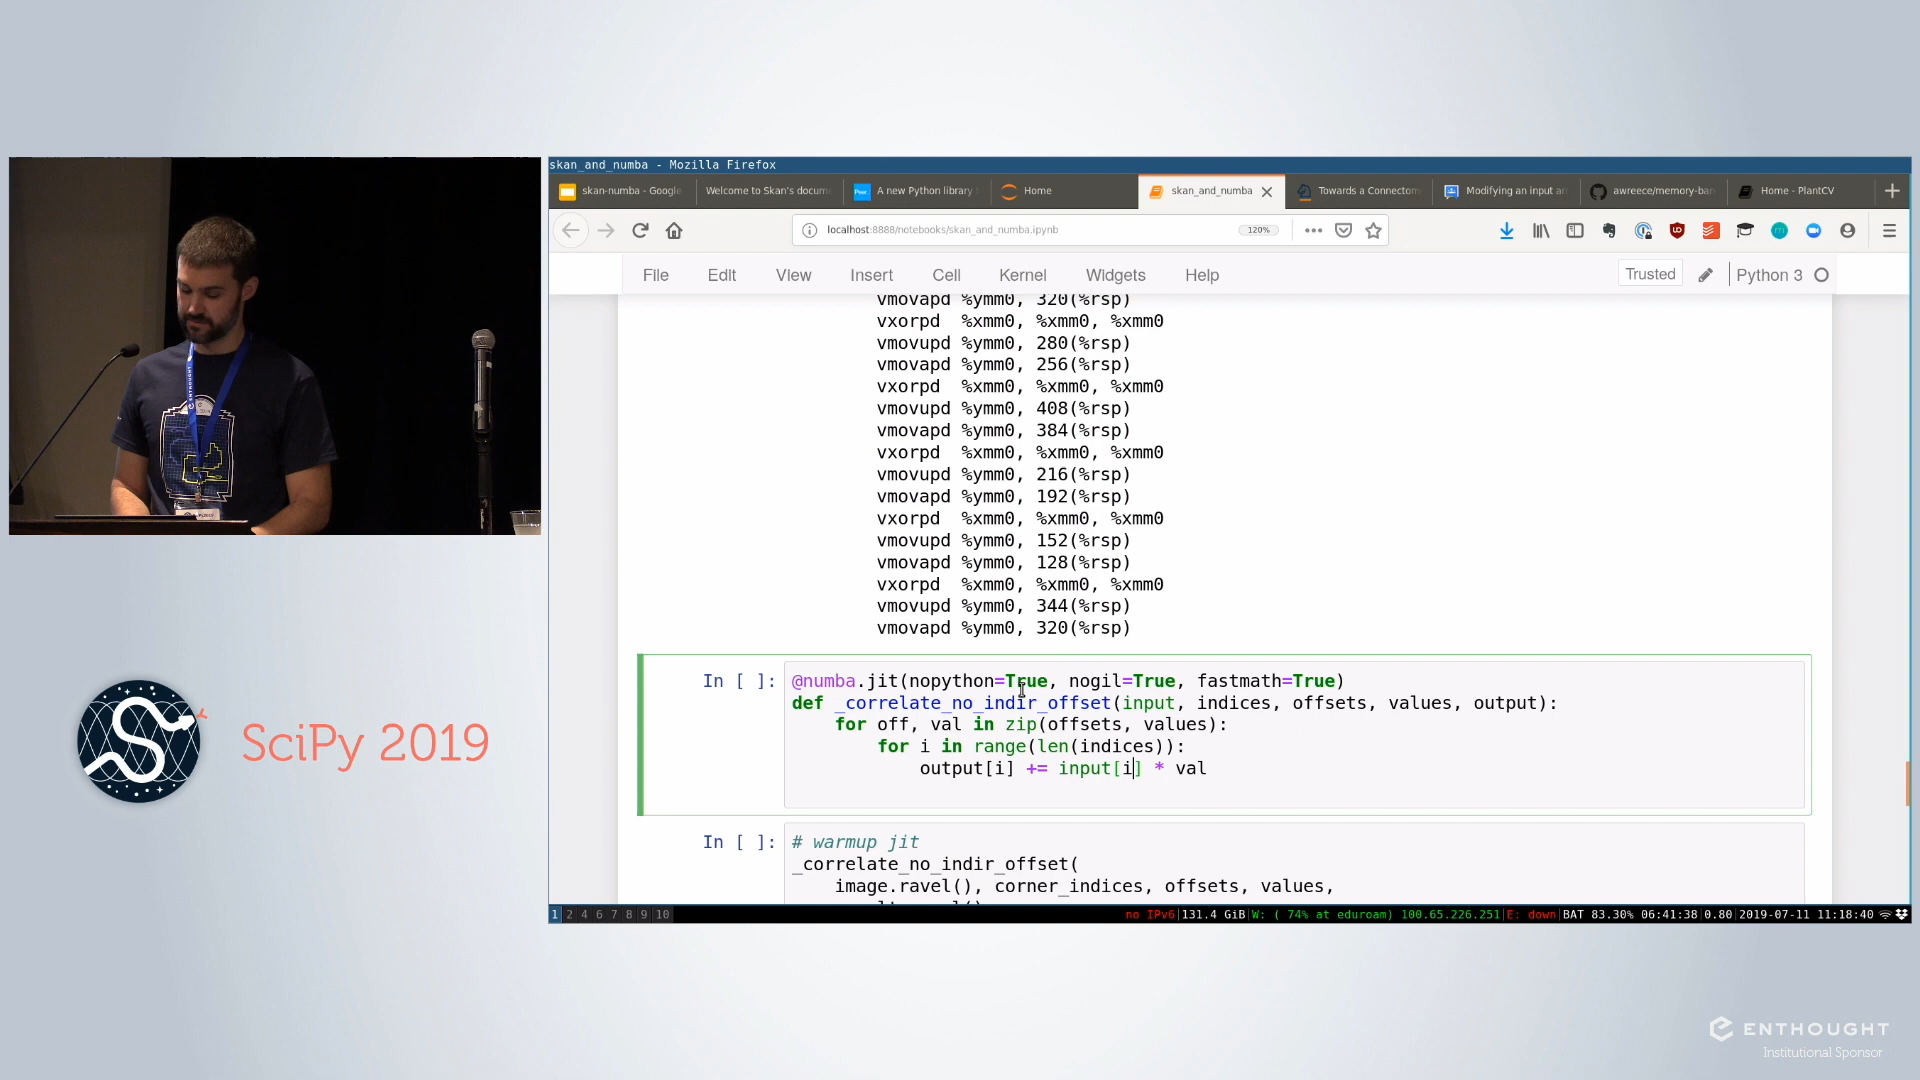 skan_and_numba - Mozilla Firefox
skan-numba - Google
Welcome to Skan's docum
A new Python library
Home
skan_and_numba
Towards a Connectom
Modifying an input ar
awreece/memory-ban
Home - PlantCV
localhost:8888/notebooks/skan_and_numba.ipynb
120%
File Edit View Insert Cell Kernel Widgets Help
Trusted
Python 3
vmovapd %ymm0, 320(%rsp)
vxorpd %xmm0, %xmm0, %xmm0
vmovupd %ymm0, 280(%rsp)
vmovapd %ymm0, 256(%rsp)
vxorpd %xmm0, %xmm0, %xmm0
vmovupd %ymm0, 408(%rsp)
vmovapd %ymm0, 384(%rsp)
vxorpd %xmm0, %xmm0, %xmm0
vmovupd %ymm0, 216(%rsp)
vmovapd %ymm0, 192(%rsp)
vxorpd %xmm0, %xmm0, %xmm0
vmovupd %ymm0, 152(%rsp)
vmovapd %ymm0, 128(%rsp)
vxorpd %xmm0, %xmm0, %xmm0
vmovupd %ymm0, 344(%rsp)
vmovapd %ymm0, 320(%rsp)
In [ ]: @numba.jit(nopython=True, nogil=True, fastmath=True)
def _correlate_no_indir_offset(input, indices, offsets, values, output):
for off, val in zip(offsets, values):
for i in range(len(indices)):
output[i] += input[i] * val
In [ ]: # warmup jit
_correlate_no_indir_offset(
image.ravel(), corner_indices, offsets, values,
1 2 4 6 7 8 9 10
no IPv6|131.4 GiB|W: ( 74% at eduroam) 100.65.226.251|E: down|BAT 83.30% 06:41:38|0.80|2019-07-11 11:18:40
ENTHOUGHT
SciPy 2019
ENTHOUGHT
Institutional Sponsor